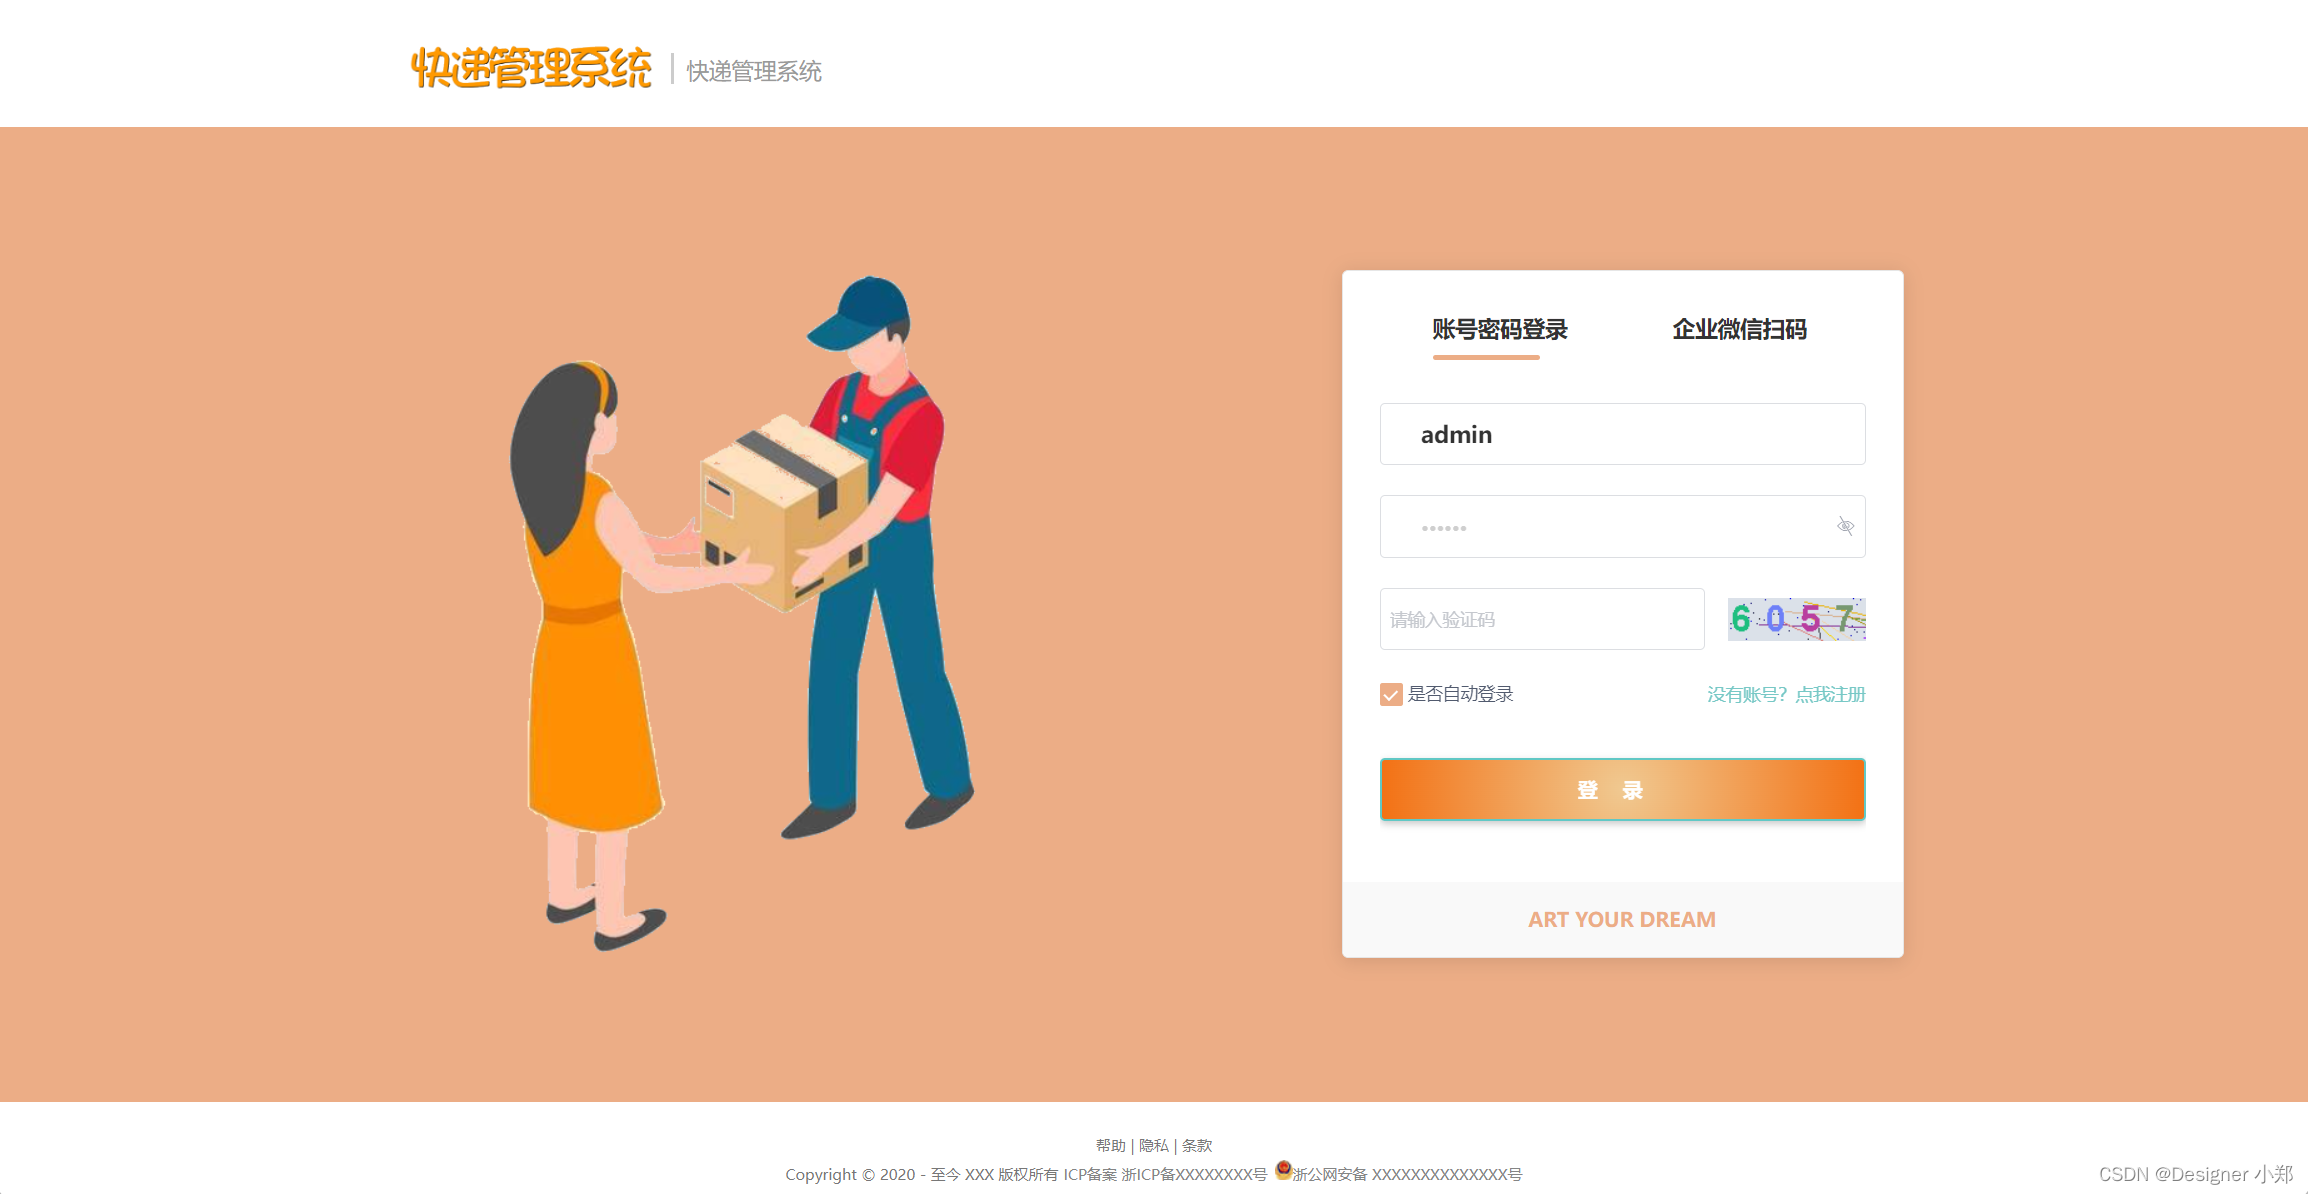 快递管理系统 | 快递管理系统
账号密码登录 企业微信扫码
admin
••••••
请输入验证码 6057
是否自动登录 没有账号？点我注册
登 录
ART YOUR DREAM
帮助 | 隐私 | 条款
Copyright © 2020 - 至今 XXX 版权所有 ICP备案 浙ICP备XXXXXXXX号 浙公网安备 XXXXXXXXXXXXXX号
CSDN @Designer 小郑